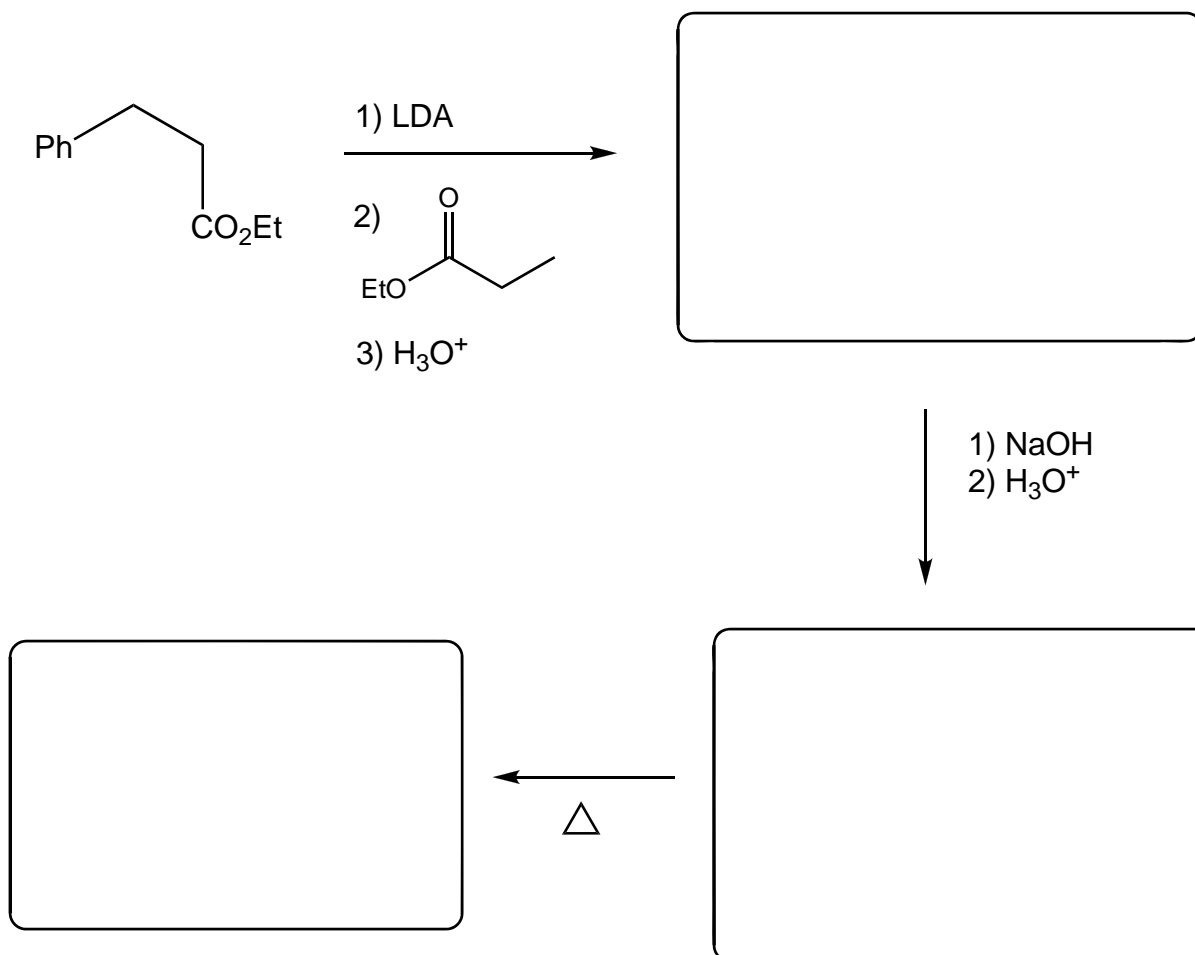 1) LDA
Ph
2)
O
CO₂Et
EtO
3) H₃O⁺
1) NaOH
2) H₃O⁺